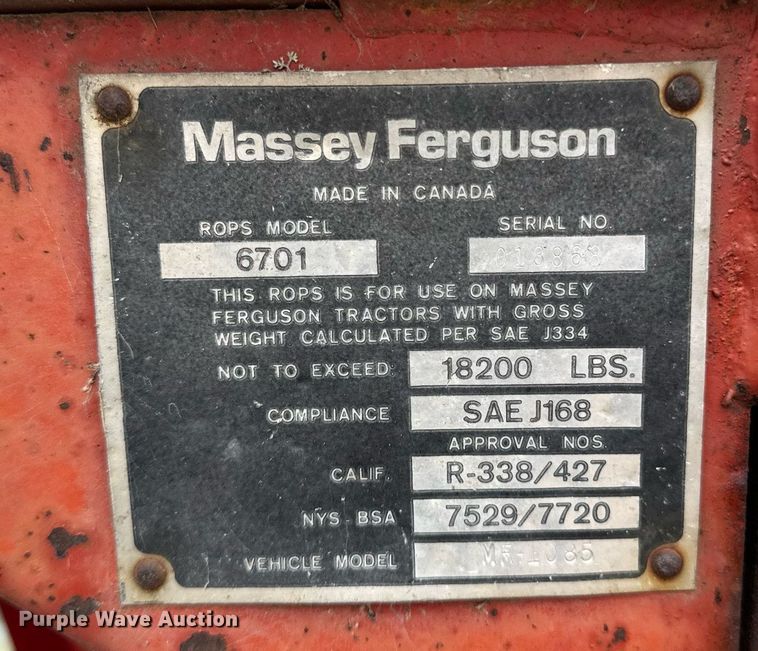 Massey Ferguson
MADE IN CANADA
ROPS MODEL SERIAL NO.
6701
THIS ROPS IS FOR USE ON MASSEY
FERGUSON TRACTORS WITH GROSS
WEIGHT CALCULATED PER SAE J334
NOT TO EXCEED: 18200 LBS.
COMPLIANCE SAE J168
APPROVAL NOS.
CALIF. R-338/427
NYS BSA 7529/7720
VEHICLE MODEL MF-1085
Purple Wave Auction